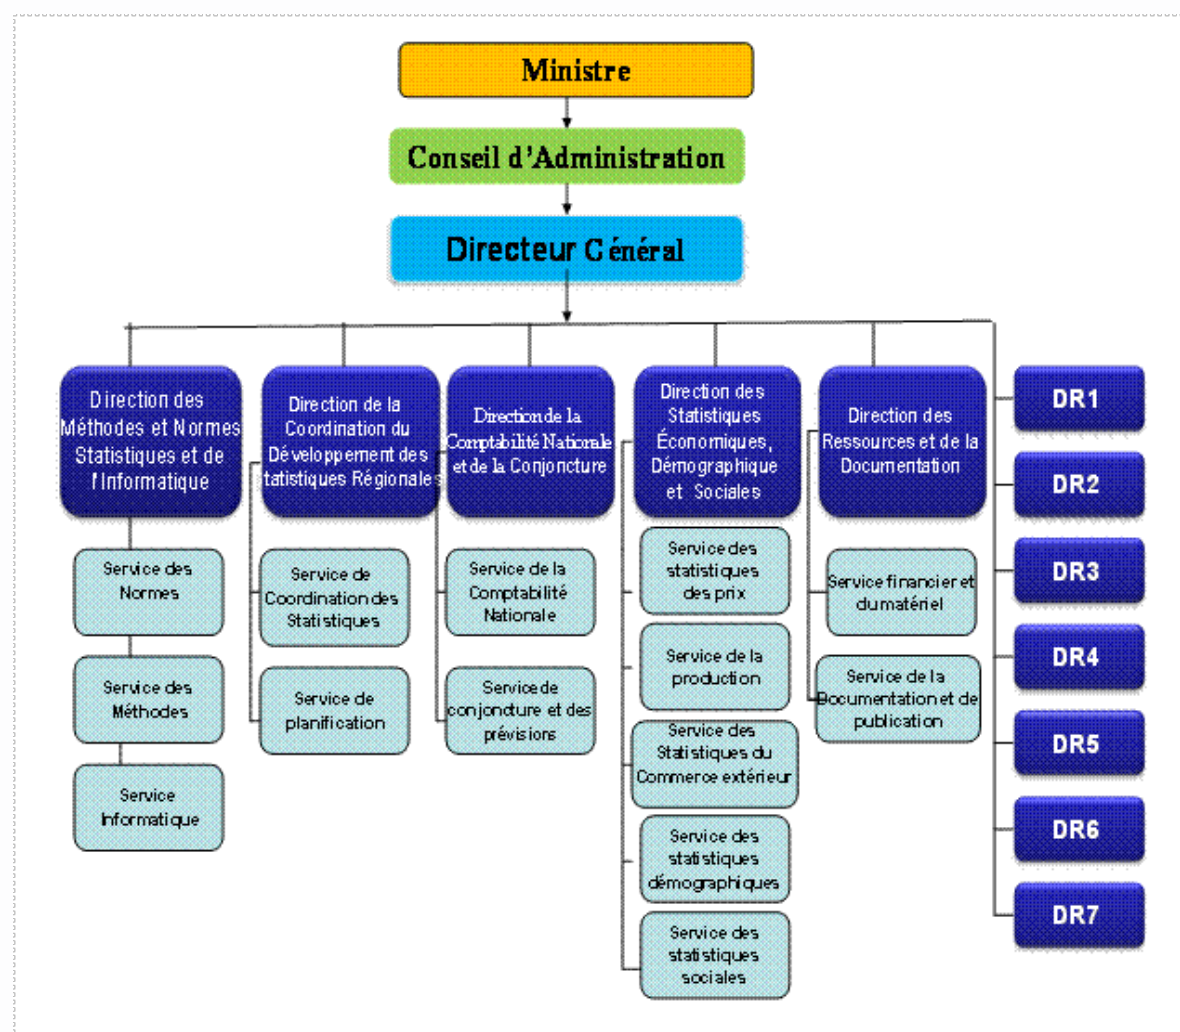 Ministre
Conseil d'Administration
Directeur Général
Direction des
Méthodes et Normes
Statistiques et de
l'Informatique
Direction de la
Coordination du
Développement des
tatistiques Régionales
Direction de la
Comptabilité Nationale
et de la Conjoncture
Direction des
Statistiques
Économiques,
Démographique
et Sociales
Direction des
Ressources et de la
Documentation
Service des
Normes
Service des
Méthodes
Service
Informatique
Service de
Coordination des
Statistiques
Service de
planification
Service de la
Comptabilité
Nationale
Service de
conjoncture et des
prévisions
Service des
statistiques
des prix
Service de la
production
Service des
Statistiques du
Commerce extérieur
Service des
statistiques
démographiques
Service des
statistiques
sociales
Service financier et
du matériel
Service de la
Documentation et de
publication
DR1
DR2
DR3
DR4
DR5
DR6
DR7